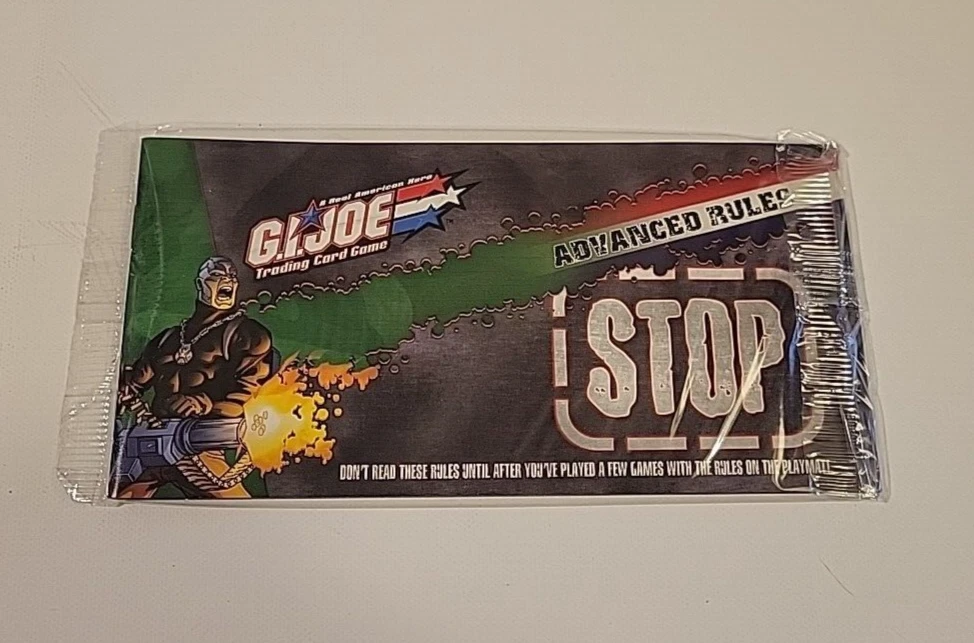 A Real American Hero
G.I. JOE
Trading Card Game
ADVANCED RULES
STOP
DON'T READ THESE RULES UNTIL AFTER YOU'VE PLAYED A FEW GAMES WITH THE RULES ON THE PLAYMAT!